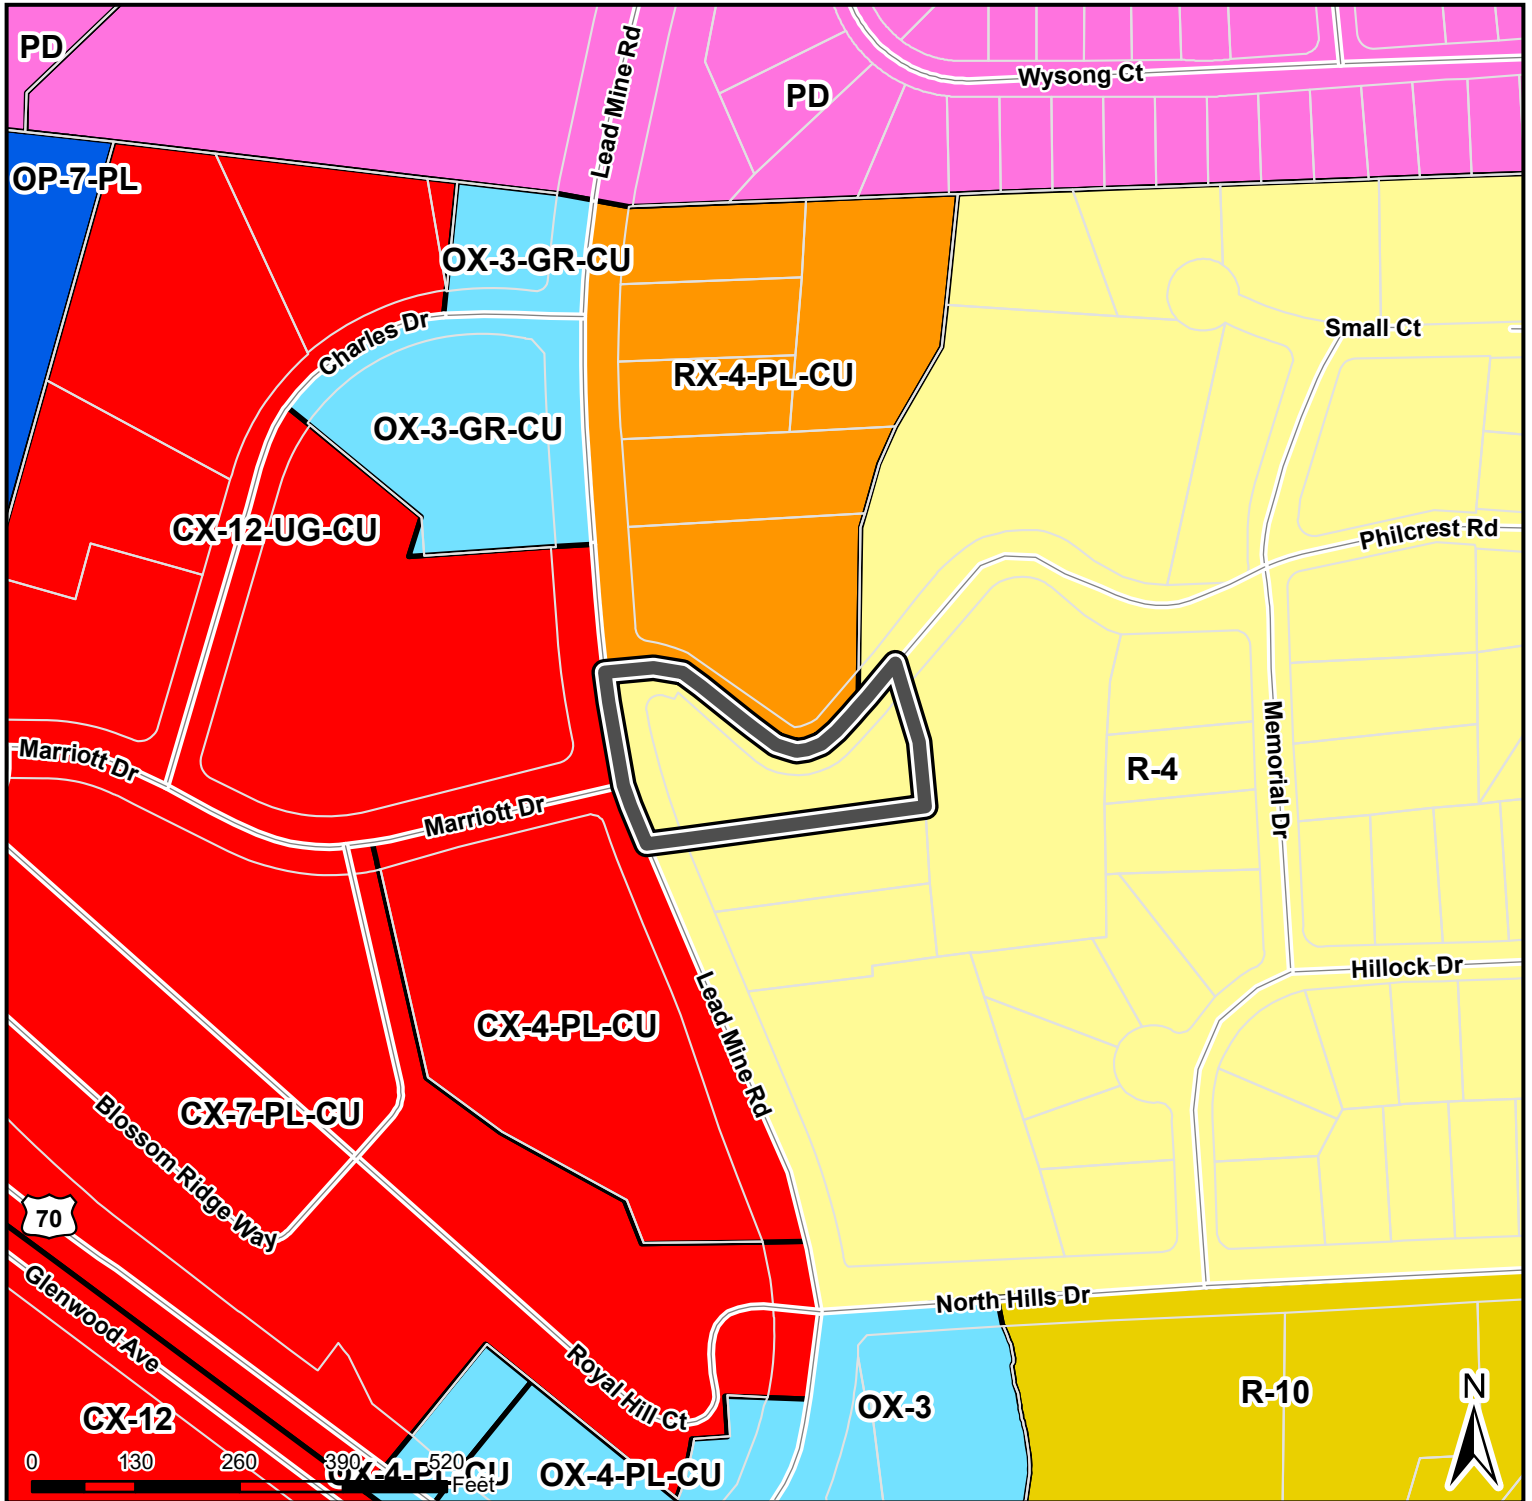 PD
Lead Mine Rd
PD
Wysong Ct
OP-7-PL
OX-3-GR-CU
Charles Dr
Small Ct
RX-4-PL-CU
OX-3-GR-CU
CX-12-UG-CU
Philcrest Rd
Marriott Dr
Memorial Dr
R-4
Marriott Dr
Hillock Dr
CX-4-PL-CU
Lead Mine Rd
CX-7-PL-CU
Blossom Ridge Way
70
Glenwood Ave
North Hills Dr
Royal Hill Ct
N
R-10
OX-3
CX-12
0 130 260 390 520
Feet
OX-4-PL-CU
OX-4-PL-CU